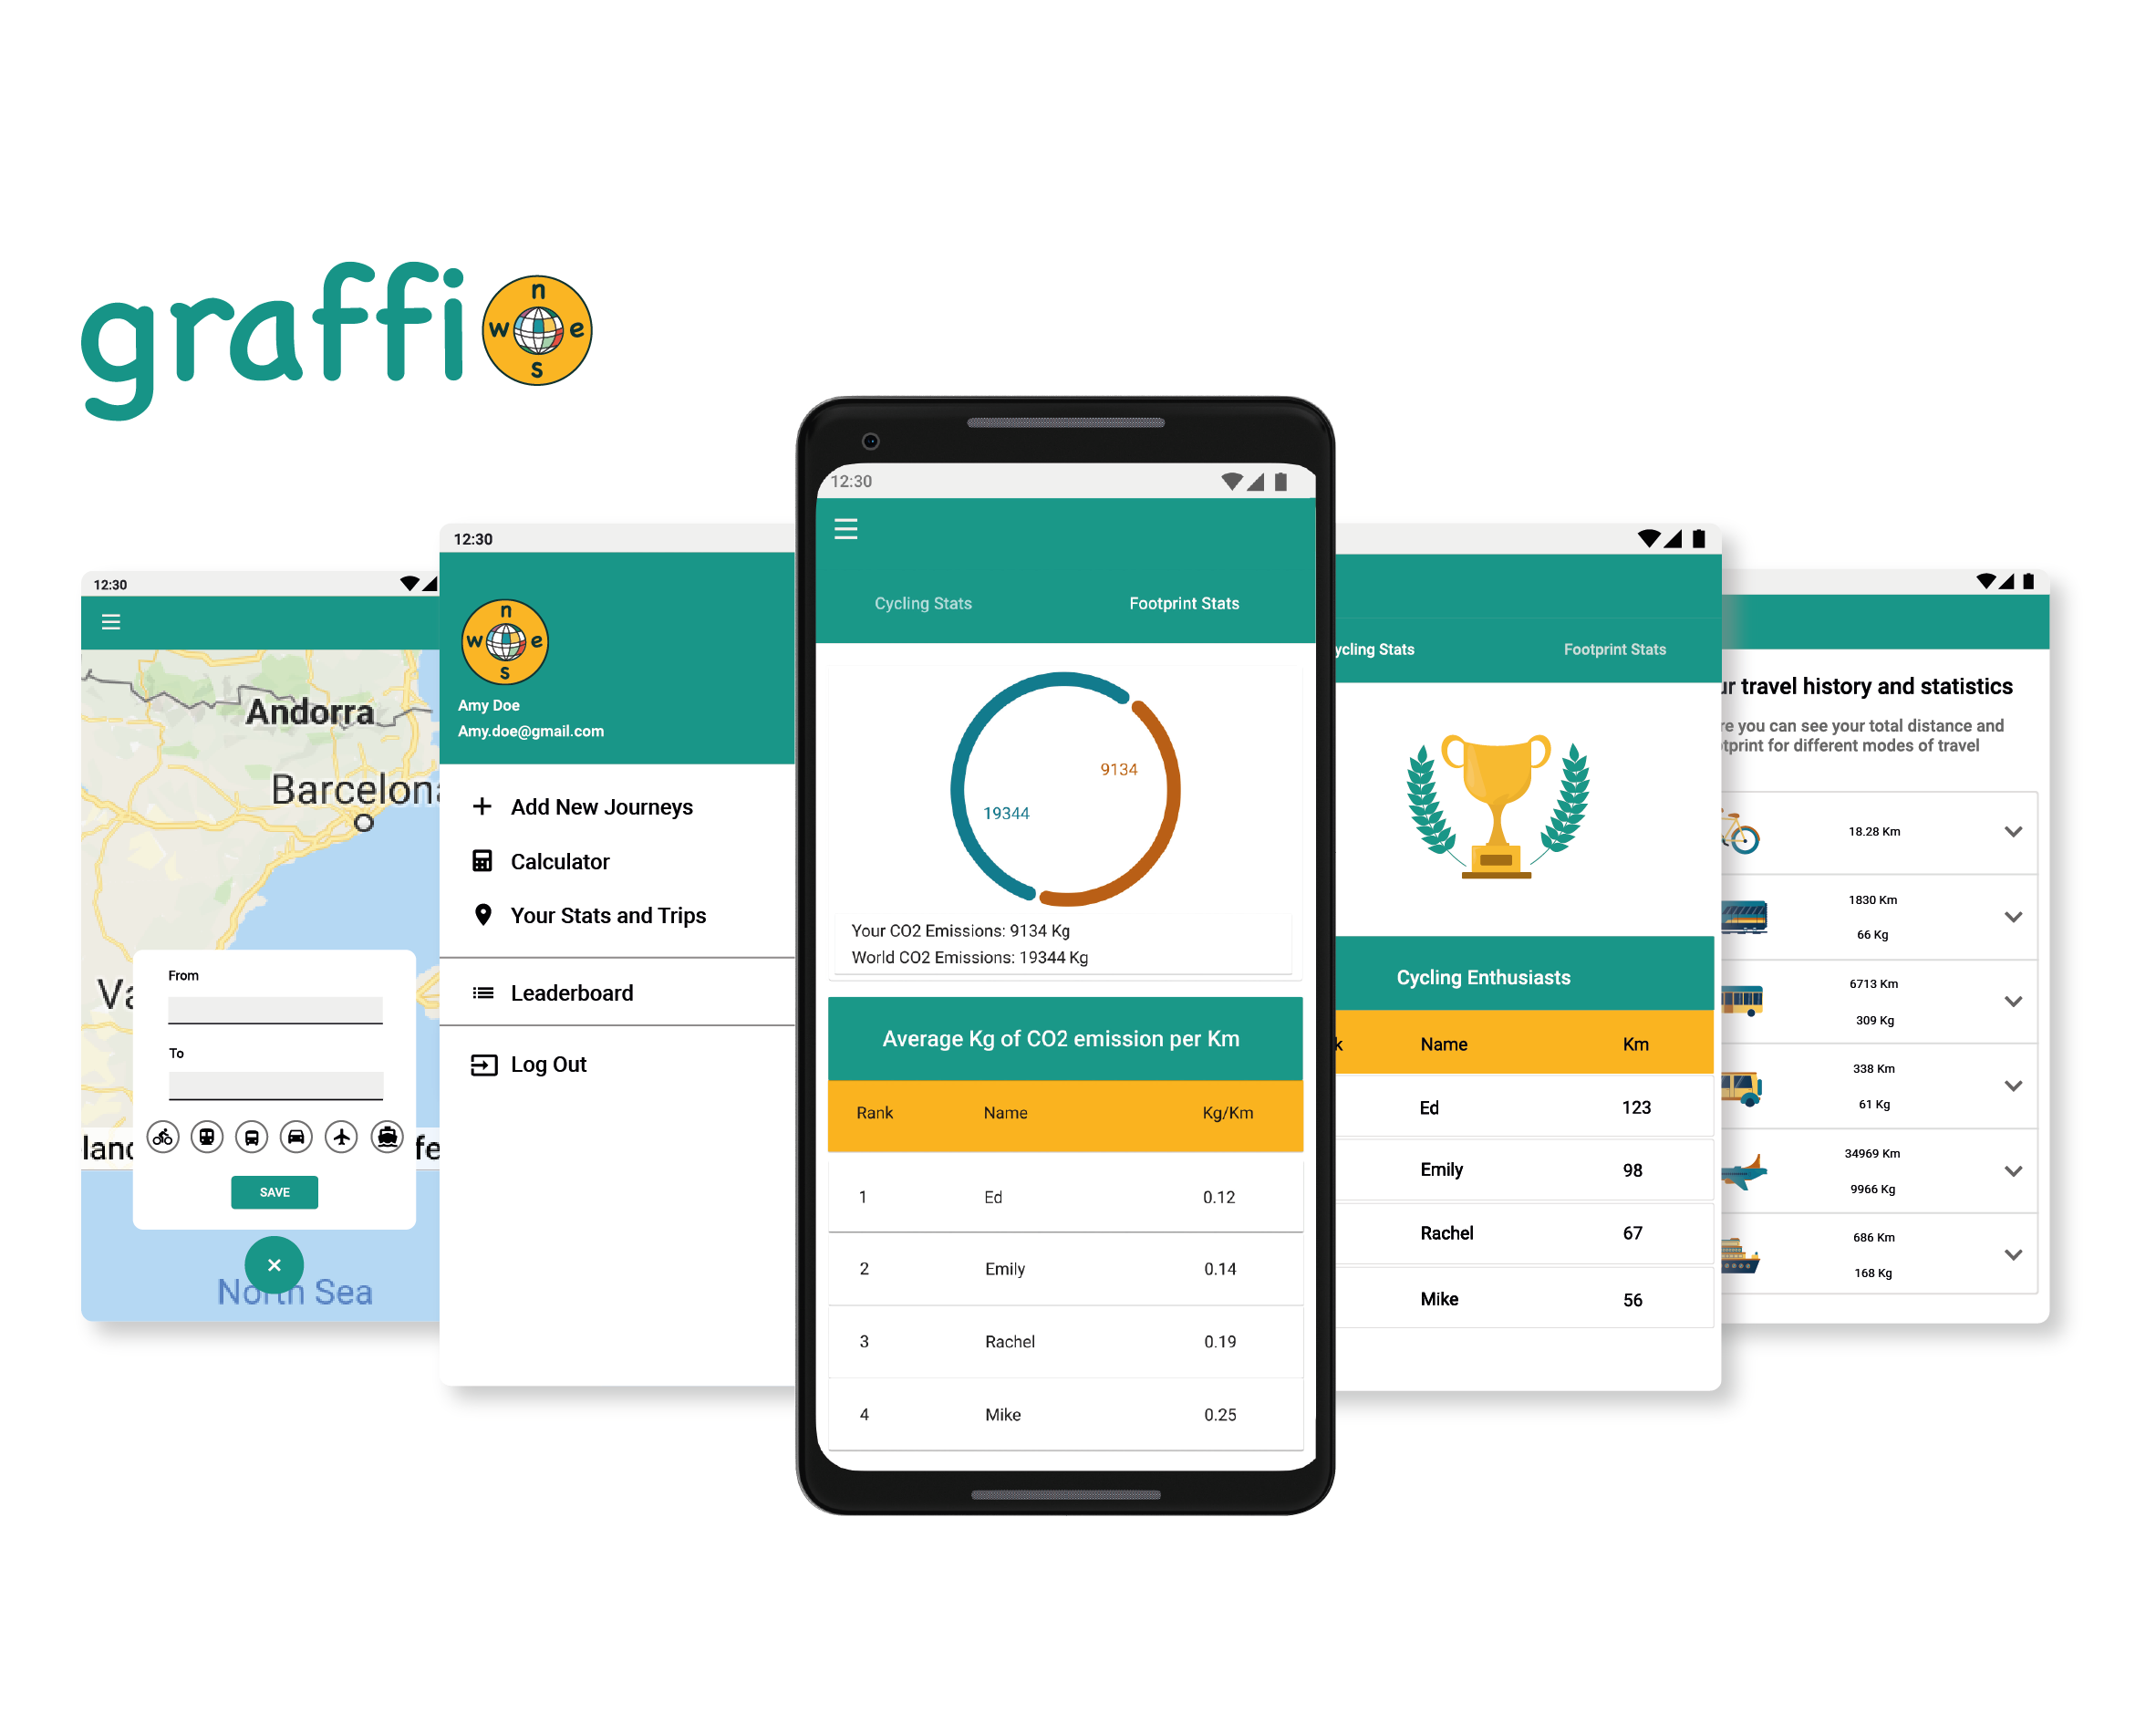 graffio
n
w e
s
12:30
Andorra
Barcelon
Va
From
To
SAVE
×
North Sea
12:30
n
w e
s
Amy Doe
Amy.doe@gmail.com
Add New Journeys
Calculator
Your Stats and Trips
Leaderboard
Log Out
12:30
Cycling Stats Footprint Stats
9134
19344
Your CO2 Emissions: 9134 Kg
World CO2 Emissions: 19344 Kg
Average Kg of CO2 emission per Km
Rank Name Kg/Km
1 Ed 0.12
2 Emily 0.14
3 Rachel 0.19
4 Mike 0.25
ycling Stats Footprint Stats
Cycling Enthusiasts
k Name Km
Ed 123
Emily 98
Rachel 67
Mike 56
ur travel history and statistics
re you can see your total distance and
tprint for different modes of travel
18.28 Km
1830 Km
66 Kg
6713 Km
309 Kg
338 Km
61 Kg
34969 Km
9966 Kg
686 Km
168 Kg